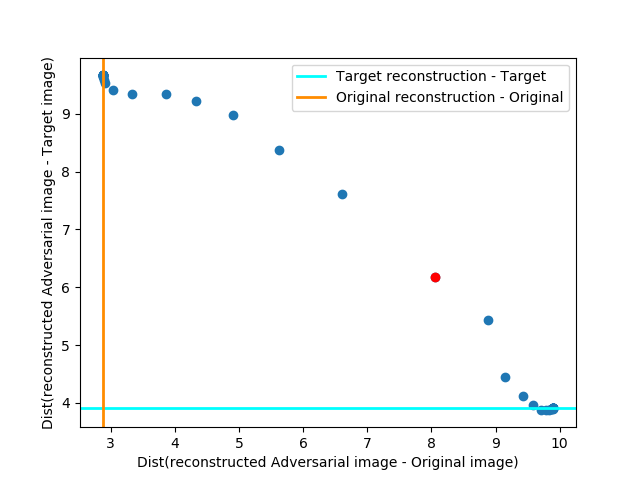 Target reconstruction - Target
Original reconstruction - Original
Dist(reconstructed Adversarial image - Target image)
9
8
7
6
5
4
3 4 5 6 7 8 9 10
Dist(reconstructed Adversarial image - Original image)